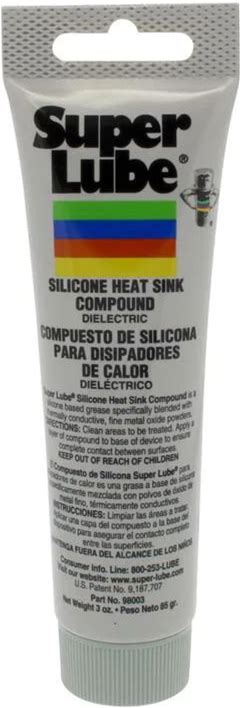 Super
Lube®
SILICONE HEAT SINK
COMPOUND
DIELECTRIC
COMPUESTO DE SILICONA
PARA DISIPADORES
DE CALOR
DIELÉCTRICO
Super Lube® Silicone Heat Sink Compound is a
silicone based grease specifically blended with
thermally conductive, fine metal oxide powders.
DIRECTIONS: Clean areas to be treated. Apply a
layer of compound to base of device to ensure
complete contact between surfaces.
KEEP OUT OF REACH OF CHILDREN
El Compuesto de Silicona Super Lube® para
disipadores de calor es una grasa a base de silicona
específicamente mezclada con polvos de óxido de
metal fino, térmicamente conductivos.
INSTRUCCIONES: Limpiar las áreas a tratar.
Aplicar una capa del compuesto a la base del
dispositivo para asegurar el contacto completo
entre las superficies.
MANTENGA FUERA DEL ALCANCE DE LOS NIÑOS
Consumer Info. Line: 800-253-LUBE
Visit our website: www.super-lube.com
U.S. Patent No. 9,187,707
Part No. 98003
Net Weight 3 oz. • Peso Neto 85 gr.